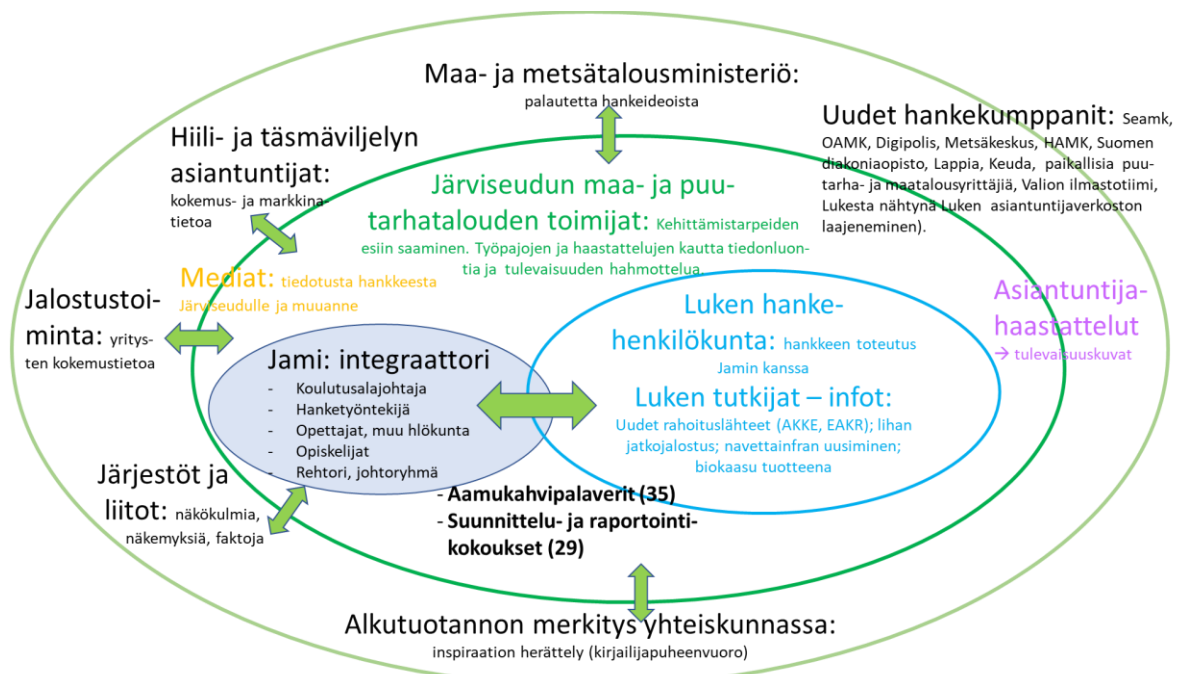 Maa- ja metsätalousministeriö:
palautetta hankeideoista
Uudet hankekumppanit: Seamk,
OAMK, Digipolis, Metsäkeskus, HAMK, Suomen
diakoniaopisto, Lappia, Keuda, paikallisia puu-
tarha- ja maatalousyrittäjiä, Valion ilmastotiimi,
Lukesta nähtynä Luken asiantuntijaverkoston
laajeneminen).
Hiili- ja täsmäviljelyn
asiantuntijat:
kokemus- ja markkina-
tietoa
Järviseudun maa- ja puu-
tarhatalouden toimijat: Kehittämistarpeiden
esiin saaminen. Työpajojen ja haastattelujen kautta tiedonluon-
tia ja tulevaisuuden hahmottelua.
Mediat: tiedotusta hankkeesta
Järviseudulle ja muuanne
Jalostustoi-
minta: yritys-
ten kokemustietoa
Asiantuntija-
haastattelut
→ tulevaisuuskuvat
Luken hanke-
henkilökunta: hankkeen toteutus
Jamin kanssa
Luken tutkijat – infot:
Uudet rahoituslähteet (AKKE, EAKR); lihan
jatkojalostus; navettainfran uusiminen;
biokaasu tuotteena
Jami: integraattori
- Koulutusalajohtaja
- Hanketyöntekijä
- Opettajat, muu hlökunta
- Opiskelijat
- Rehtori, johtoryhmä
Järjestöt ja
liitot: näkökulmia,
näkemyksiä, faktoja
- Aamukahvipalaverit (35)
- Suunnittelu- ja raportointi-
kokoukset (29)
Alkutuotannon merkitys yhteiskunnassa:
inspiraation herättely (kirjailijapuheenvuoro)